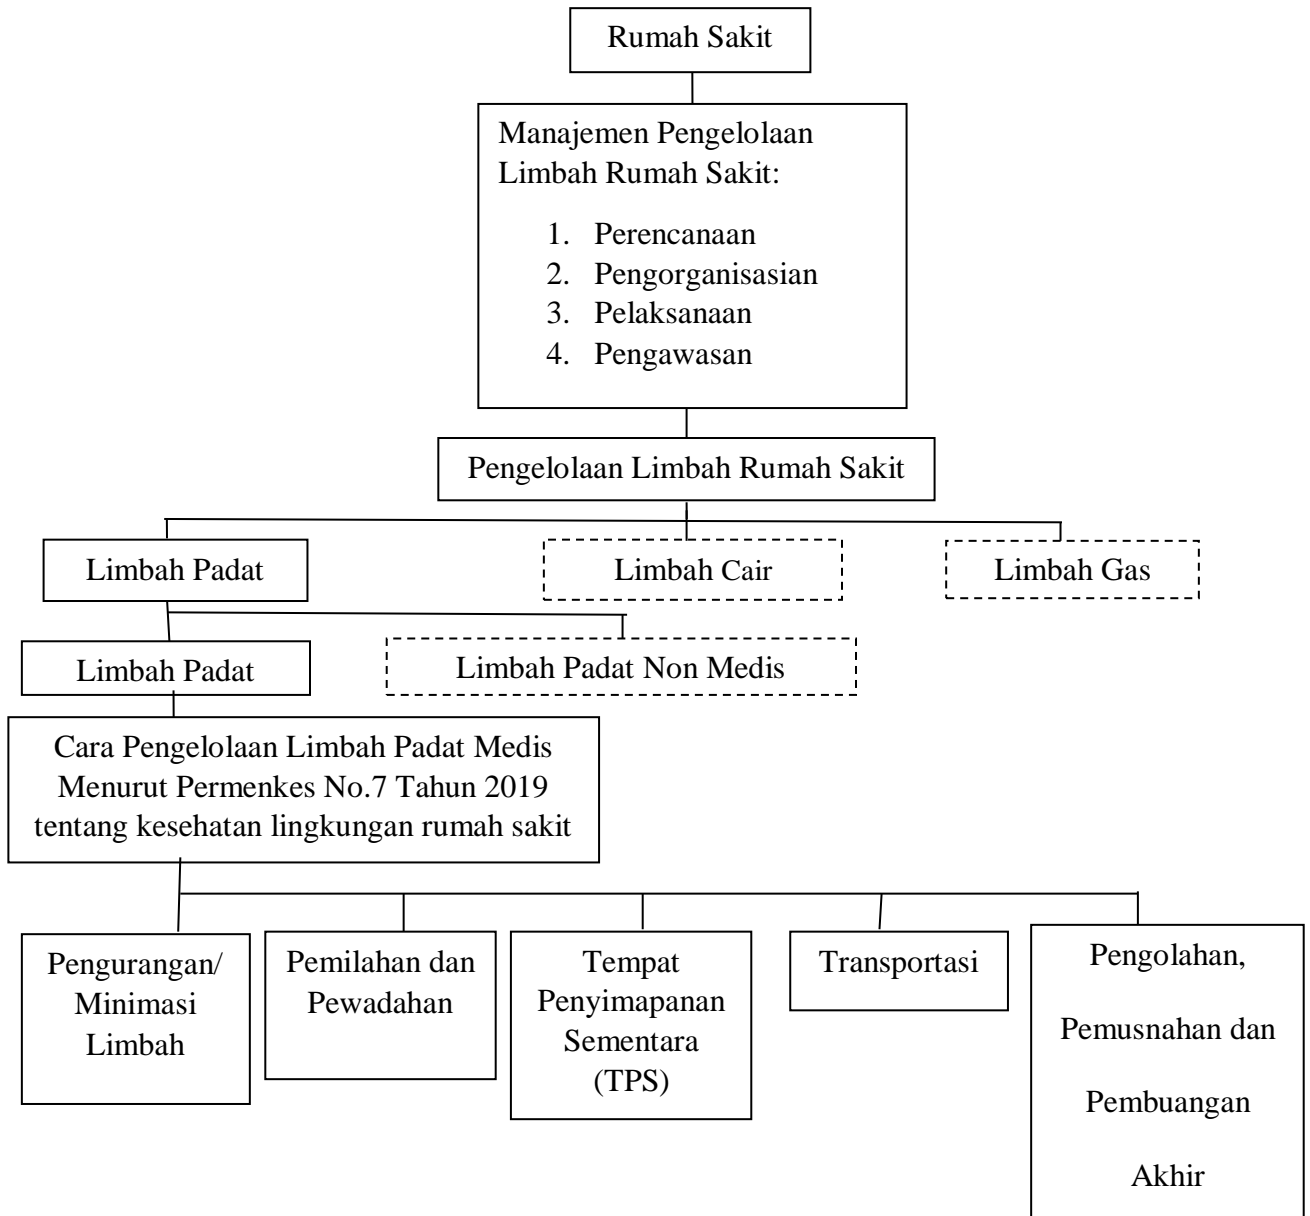 Rumah Sakit
Manajemen Pengelolaan
Limbah Rumah Sakit:
1. Perencanaan
2. Pengorganisasian
3. Pelaksanaan
4. Pengawasan
Pengelolaan Limbah Rumah Sakit
Limbah Padat
Limbah Cair
Limbah Gas
Limbah Padat
Limbah Padat Non Medis
Cara Pengelolaan Limbah Padat Medis
Menurut Permenkes No.7 Tahun 2019
tentang kesehatan lingkungan rumah sakit
Pengurangan/
Minimasi
Limbah
Pemilahan dan
Pewadahan
Tempat
Penyimapanan
Sementara
(TPS)
Transportasi
Pengolahan,
Pemusnahan dan
Pembuangan
Akhir